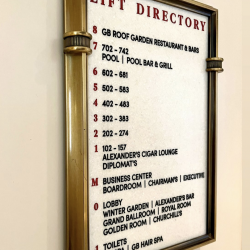 LIFT DIRECTORY
8 GB ROOF GARDEN RESTAURANT & BARS
7 702 - 742
POOL | POOL BAR & GRILL
6 602 - 681
5 502 - 583
4 402 - 483
3 302 - 383
2 202 - 274
1 102 - 157
ALEXANDER'S CIGAR LOUNGE
DIPLOMAT'S
M BUSINESS CENTER
BOARDROOM | CHAIRMAN'S | EXECUTIVE
0 LOBBY
WINTER GARDEN | ALEXANDER'S BAR
GRAND BALLROOM | ROYAL ROOM
GOLDEN ROOM | CHURCHILL'S
TOILETS
GB HAIR SPA